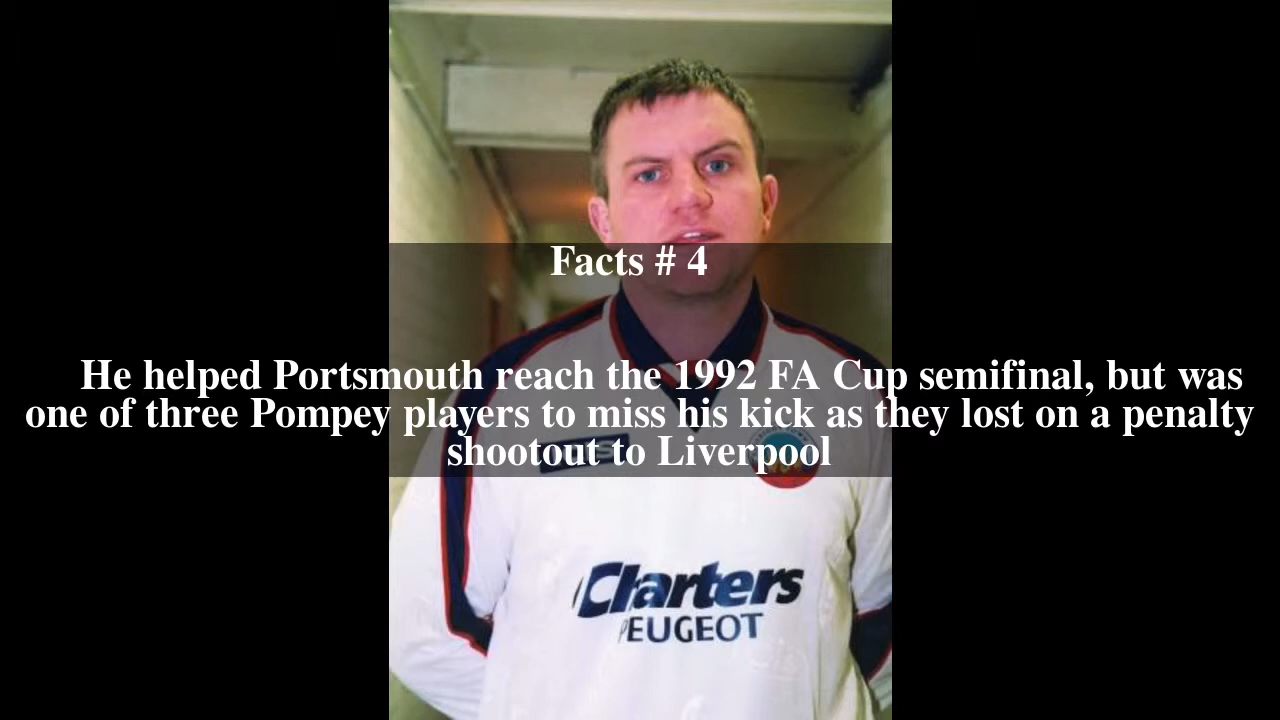 Facts # 4
He helped Portsmouth reach the 1992 FA Cup semifinal, but was
one of three Pompey players to miss his kick as they lost on a penalty
shootout to Liverpool
Charters
PEUGEOT